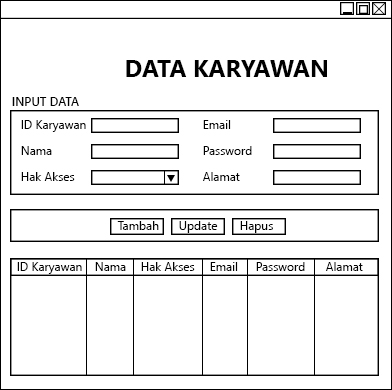 DATA KARYAWAN
INPUT DATA
ID Karyawan Email
Nama Password
Hak Akses Alamat
Tambah Update Hapus
ID Karyawan Nama Hak Akses Email Password Alamat